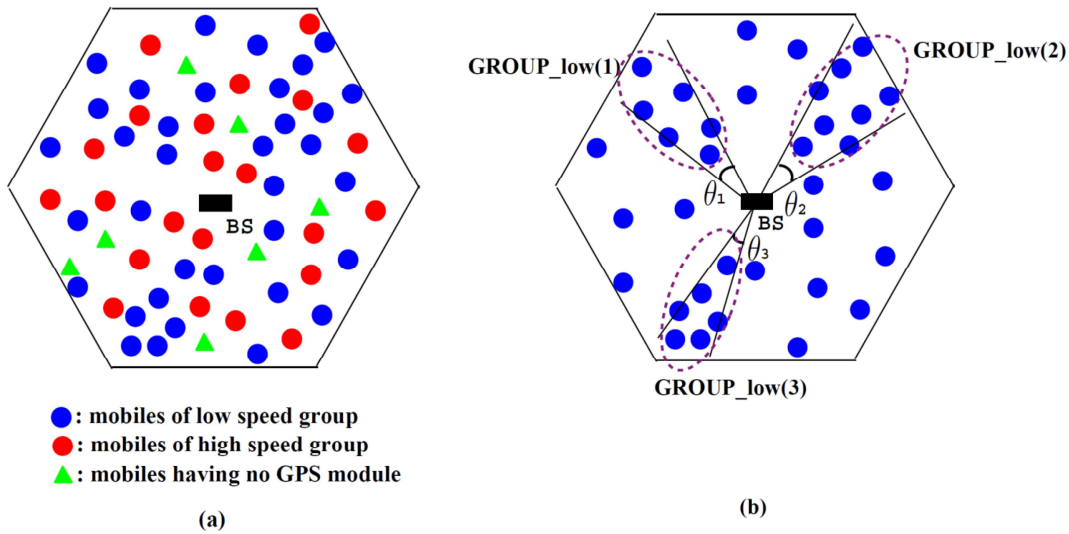 GROUP_low(1)
GROUP_low(2)
θ1
θ2
BS
BS
θ3
GROUP_low(3)
: mobiles of low speed group
: mobiles of high speed group
: mobiles having no GPS module
(a)
(b)